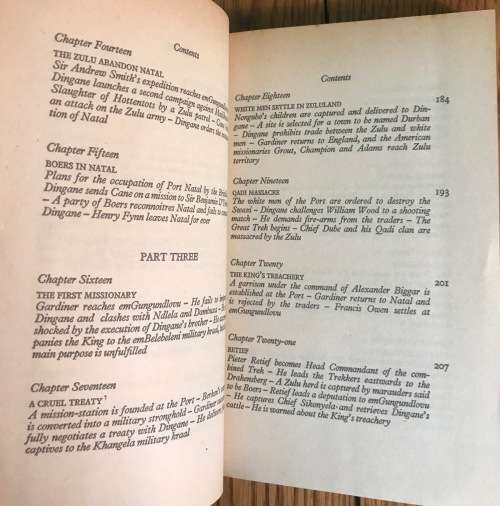 Contents
Chapter Fourteen
THE ZULU ABANDON NATAL
Sir Andrew Smith's expedition reaches emGungundlovu –
Dingane launches a second campaign against
Slaughter of Hottentots by a Zulu patrol –
an attack on the Zulu army – Dingane orders the
tion of Natal
Chapter Fifteen
BOERS IN NATAL
Plans for the occupation of Port Natal by the
Dingane sends Cane on a mission to Sir Benjamin
– A party of Boers reconnoitres Natal and fails to
Dingane – Henry Fynn leaves Natal for ever
PART THREE
Chapter Sixteen
THE FIRST MISSIONARY
Gardiner reaches emGungundlovu – He fails to
Dingane and clashes with Ndlela and Dambuza –
shocked by the execution of Dingane's brother – He
panies the King to the emBelebeleni military kraal,
main purpose is unfulfilled
Chapter Seventeen
A CRUEL TREATY
A mission-station is founded at the Port – Berken's
is converted into a military stronghold – Gardiner
fully negotiates a treaty with Dingane – He delivers
captives to the Khangela military kraal
Contents
Chapter Eighteen
WHITE MEN SETTLE IN ZULULAND 184
Nongubo's children are captured and delivered to Din-
gane – A site is selected for a town to be named Durban
– Dingane prohibits trade between the Zulu and white
men – Gardiner returns to England, and the American
missionaries Grout, Champion and Adams reach Zulu
territory
Chapter Nineteen
QADI MASSACRE 193
The white men of the Port are ordered to destroy the
Swazi – Dingane challenges William Wood to a shooting
match – He demands fire-arms from the traders – The
Great Trek begins – Chief Dube and his Qadi clan are
massacred by the Zulu
Chapter Twenty
THE KING'S TREACHERY 201
A garrison under the command of Alexander Biggar is
established at the Port – Gardiner returns to Natal and
is rejected by the traders – Francis Owen settles at
emGungundlovu
Chapter Twenty-one
RETIEF 207
Pieter Retief becomes Head Commandant of the com-
bined Trek – He leads the Trekkers eastwards to the
Drakensberg – A Zulu herd is captured by marauders said
to be Boers – Retief leads a deputation to emGungundlovu
– He captures Chief Sikonyela and retrieves Dingane's
cattle – He is warned about the King's treachery